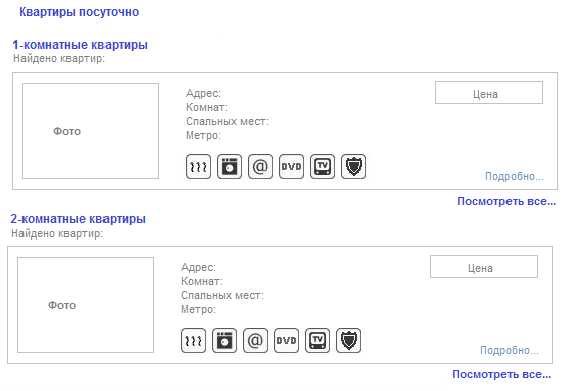 Квартиры посуточно
1-комнатные квартиры
Найдено квартир:
Фото
Адрес:
Комнат:
Спальных мест:
Метро:
Цена
@ DVD TV
Подробно...
Посмотреть все...
2-комнатные квартиры
Найдено квартир:
Фото
Адрес:
Комнат:
Спальных мест:
Метро:
Цена
@ DVD TV
Подробно...
Посмотреть все...